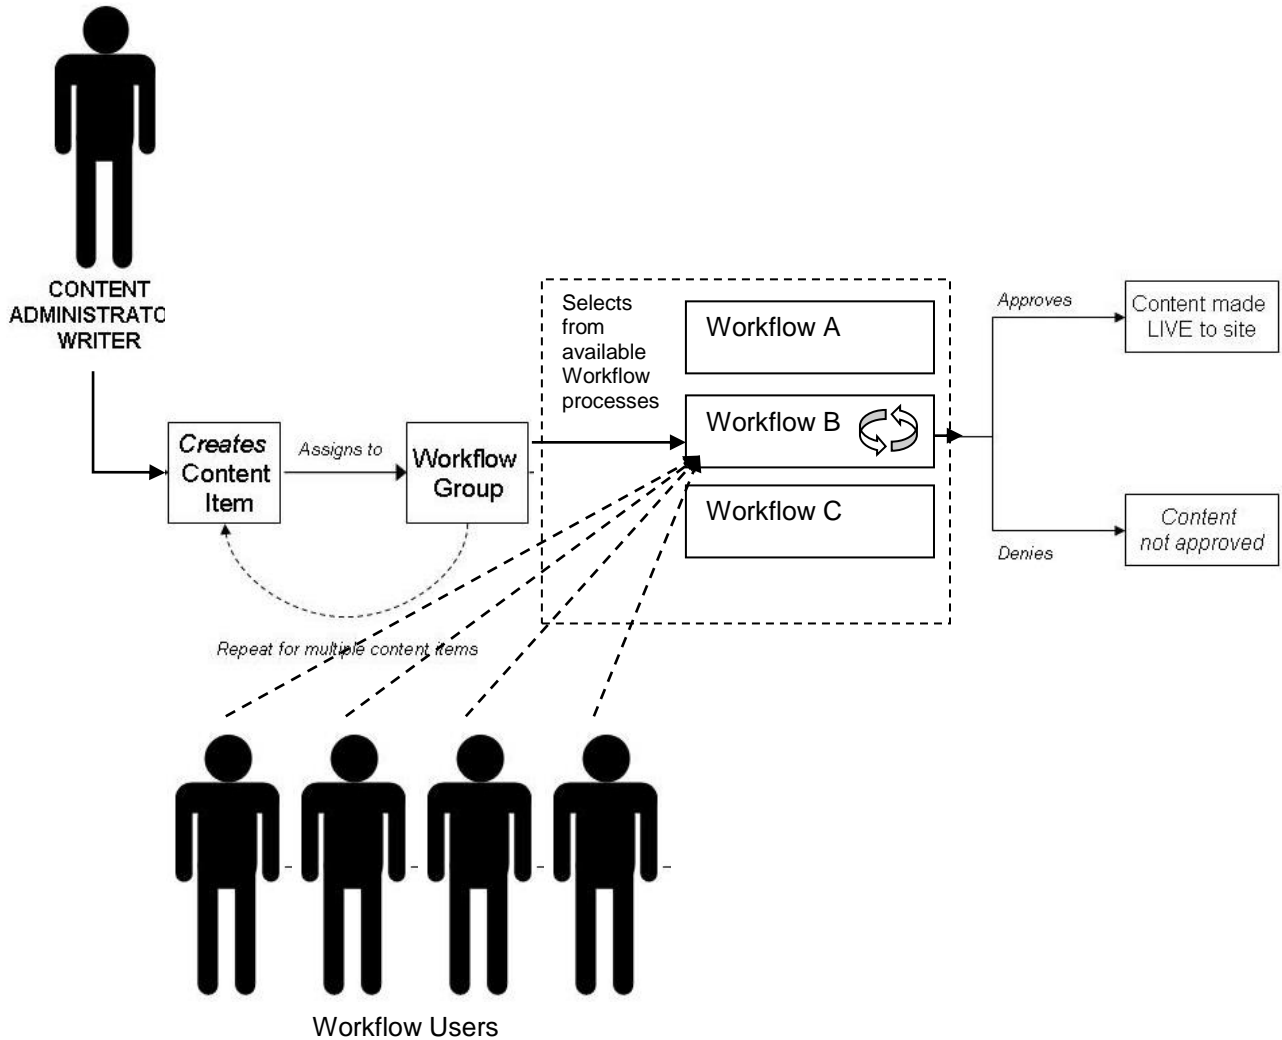 CONTENT
ADMINISTRATO
WRITER
Creates
Content
Item
Assigns to
Workflow
Group
Repeat for multiple content items
Selects
from
available
Workflow
processes
Workflow A
Workflow B
Workflow C
Approves
Content made
LIVE to site
Denies
Content
not approved
Workflow Users